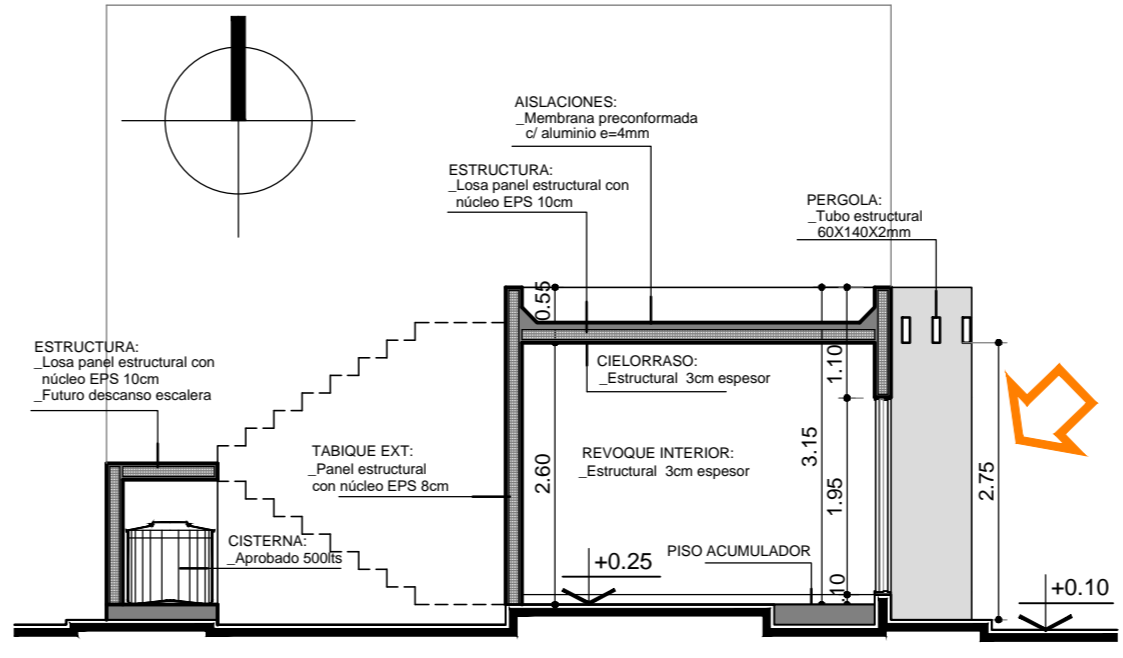 AISLACIONES:
_Membrana preconformada
c/ aluminio e=4mm
ESTRUCTURA:
_Losa panel estructural con
núcleo EPS 10cm
PERGOLA:
_Tubo estructural
60X140X2mm
0.55
ESTRUCTURA:
_Losa panel estructural con
núcleo EPS 10cm
_Futuro descanso escalera
CIELORRASO:
_Estructural 3cm espesor
1.10
TABIQUE EXT:
_Panel estructural
con núcleo EPS 8cm
2.60
REVOQUE INTERIOR:
_Estructural 3cm espesor
3.15
1.95
2.75
CISTERNA:
_Aprobado 500lts
+0.25
PISO ACUMULADOR
.10
+0.10